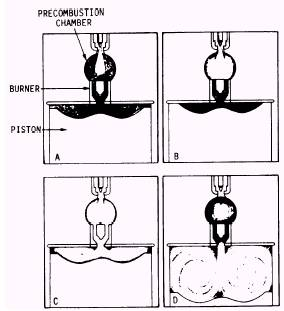 PRECOMBUSTION
CHAMBER
BURNER
PISTON
A
B
C
D